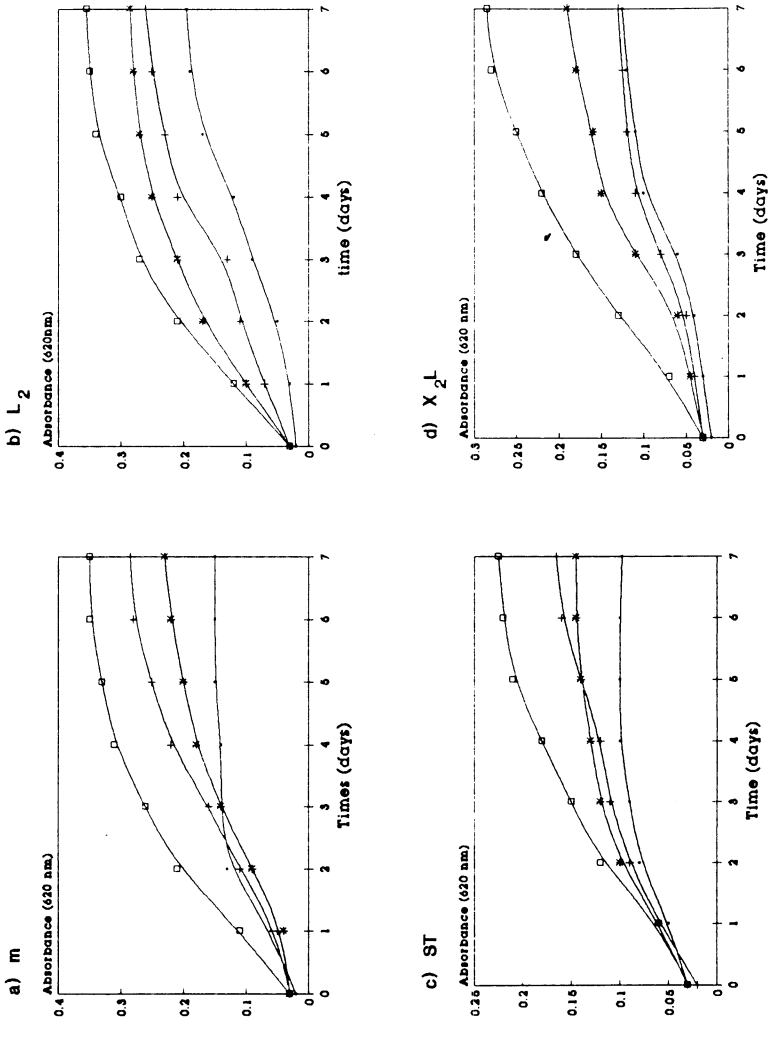 a) m
Absorbance (620 nm)
0.4
0.3
0.2
0.1
0
0 1 2 3 4 5 6 7
Times (days)
b) L2
Absorbance (620nm)
0.4
0.3
0.2
0.1
0
0 1 2 3 4 5 6 7
time (days)
c) ST
Absorbance (620 nm)
0.25
0.2
0.15
0.1
0.05
0
0 1 2 3 4 5 6 7
Time (days)
d) X2L
Absorbance (620 nm)
0.3
0.25
0.2
0.15
0.1
0.05
0
0 1 2 3 4 5 6 7
Time (days)